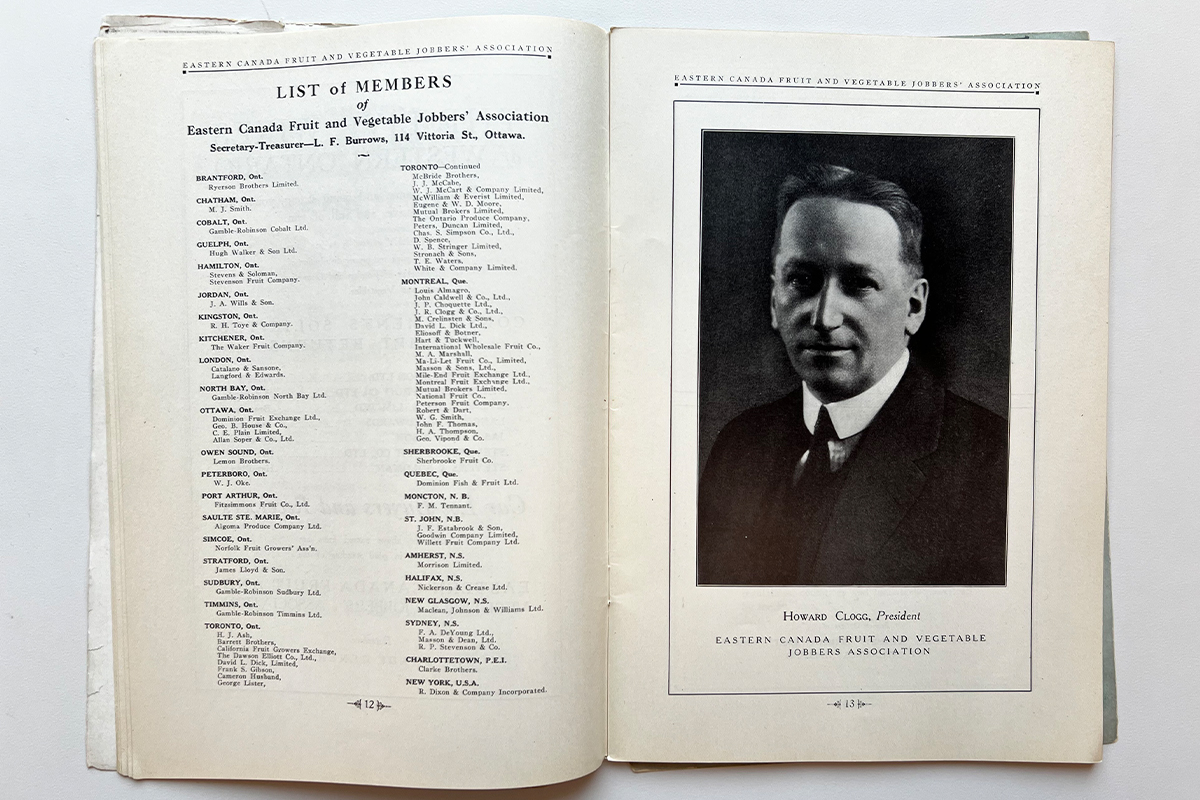 EASTERN CANADA FRUIT AND VEGETABLE JOBBERS' ASSOCIATION
LIST of MEMBERS
of
Eastern Canada Fruit and Vegetable Jobbers' Association
Secretary-Treasurer—L. F. Burrows, 114 Vittoria St., Ottawa.
BRANTFORD, Ont.
Ryerson Brothers Limited.
CHATHAM, Ont.
M. J. Smith.
COBALT, Ont.
Gamble-Robinson Cobalt Ltd.
GUELPH, Ont.
Hugh Walker & Son Ltd.
HAMILTON, Ont.
Stevens & Soloman,
Stevenson Fruit Company.
JORDAN, Ont.
J. A. Wills & Son.
KINGSTON, Ont.
R. H. Toye & Company.
KITCHENER, Ont.
The Waker Fruit Company.
LONDON, Ont.
Catalano & Sansone,
Langford & Edwards.
NORTH BAY, Ont.
Gamble-Robinson North Bay Ltd.
OTTAWA, Ont.
Dominion Fruit Exchange Ltd.,
Geo. B. House & Co.,
C. E. Plain Limited,
Allan Soper & Co., Ltd.
OWEN SOUND, Ont.
Lemon Brothers.
PETERBORO, Ont.
W. J. Oke.
PORT ARTHUR, Ont.
Fitzsimmons Fruit Co., Ltd.
SAULTE STE. MARIE, Ont.
Algoma Produce Company Ltd.
SIMCOE, Ont.
Norfolk Fruit Growers' Ass'n.
STRATFORD, Ont.
James Lloyd & Son.
SUDBURY, Ont.
Gamble-Robinson Sudbury Ltd.
TIMMINS, Ont.
Gamble-Robinson Timmins Ltd.
TORONTO, Ont.
H. J. Ash,
Barrett Brothers,
California Fruit Growers Exchange,
The Dawson Elliott Co., Ltd.,
David L. Dick, Limited,
Frank S. Gibson,
Cameron Husband,
George Lister,
TORONTO—Continued
McBride Brothers,
J. J. McCabe,
W. J. McCart & Company Limited,
McWilliam & Everist Limited,
Eugene & W. D. Moore,
Mutual Brokers Limited,
The Ontario Produce Company,
Peters, Duncan Limited,
Chas. S. Simpson Co., Ltd.,
D. Spence,
W. B. Stringer Limited,
Stronach & Sons,
T. E. Waters,
White & Company Limited.
MONTREAL, Que.
Louis Almagro,
John Caldwell & Co., Ltd.,
J. P. Choquette Ltd.,
J. R. Clogg & Co., Ltd.,
M. Crelinsten & Sons,
David L. Dick Ltd.,
Eliosoff & Botner,
Hart & Tuckwell,
International Wholesale Fruit Co.,
M. A. Marshall,
Ma-Li-Let Fruit Co., Limited,
Masson & Sons, Ltd.,
Mile-End Fruit Exchange Ltd.,
Montreal Fruit Exchange Ltd.,
Mutual Brokers Limited,
National Fruit Co.,
Peterson Fruit Company,
Robert & Dart,
W. G. Smith,
John F. Thomas,
H. A. Thompson,
Geo. Vipond & Co.
SHERBROOKE, Que.
Sherbrooke Fruit Co.
QUEBEC, Que.
Dominion Fish & Fruit Ltd.
MONCTON, N. B.
F. M. Tennant.
ST. JOHN, N.B.
J. F. Estabrook & Son,
Goodwin Company Limited,
Willett Fruit Company Ltd.
AMHERST, N.S.
Morrison Limited.
HALIFAX, N.S.
Nickerson & Crease Ltd.
NEW GLASGOW, N.S.
Maclean, Johnson & Williams Ltd.
SYDNEY, N.S.
F. A. DeYoung Ltd.,
Masson & Dean, Ltd.
R. P. Stevenson & Co.
CHARLOTTETOWN, P.E.I.
Clarke Brothers.
NEW YORK, U.S.A.
R. Dixon & Company Incorporated.
12
EASTERN CANADA FRUIT AND VEGETABLE JOBBERS' ASSOCIATION
HOWARD CLOGG, President
EASTERN CANADA FRUIT AND VEGETABLE
JOBBERS ASSOCIATION
13